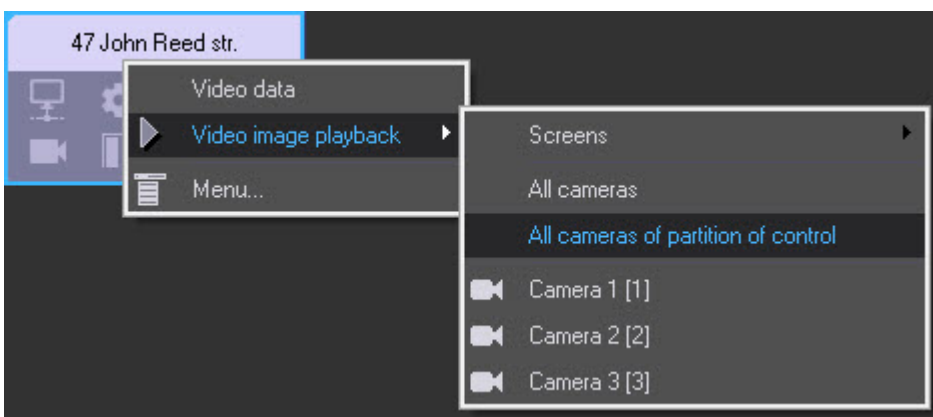 47 John Reed str.
Video data
Video image playback
Menu...
Screens
All cameras
All cameras of partition of control
Camera 1 [1]
Camera 2 [2]
Camera 3 [3]